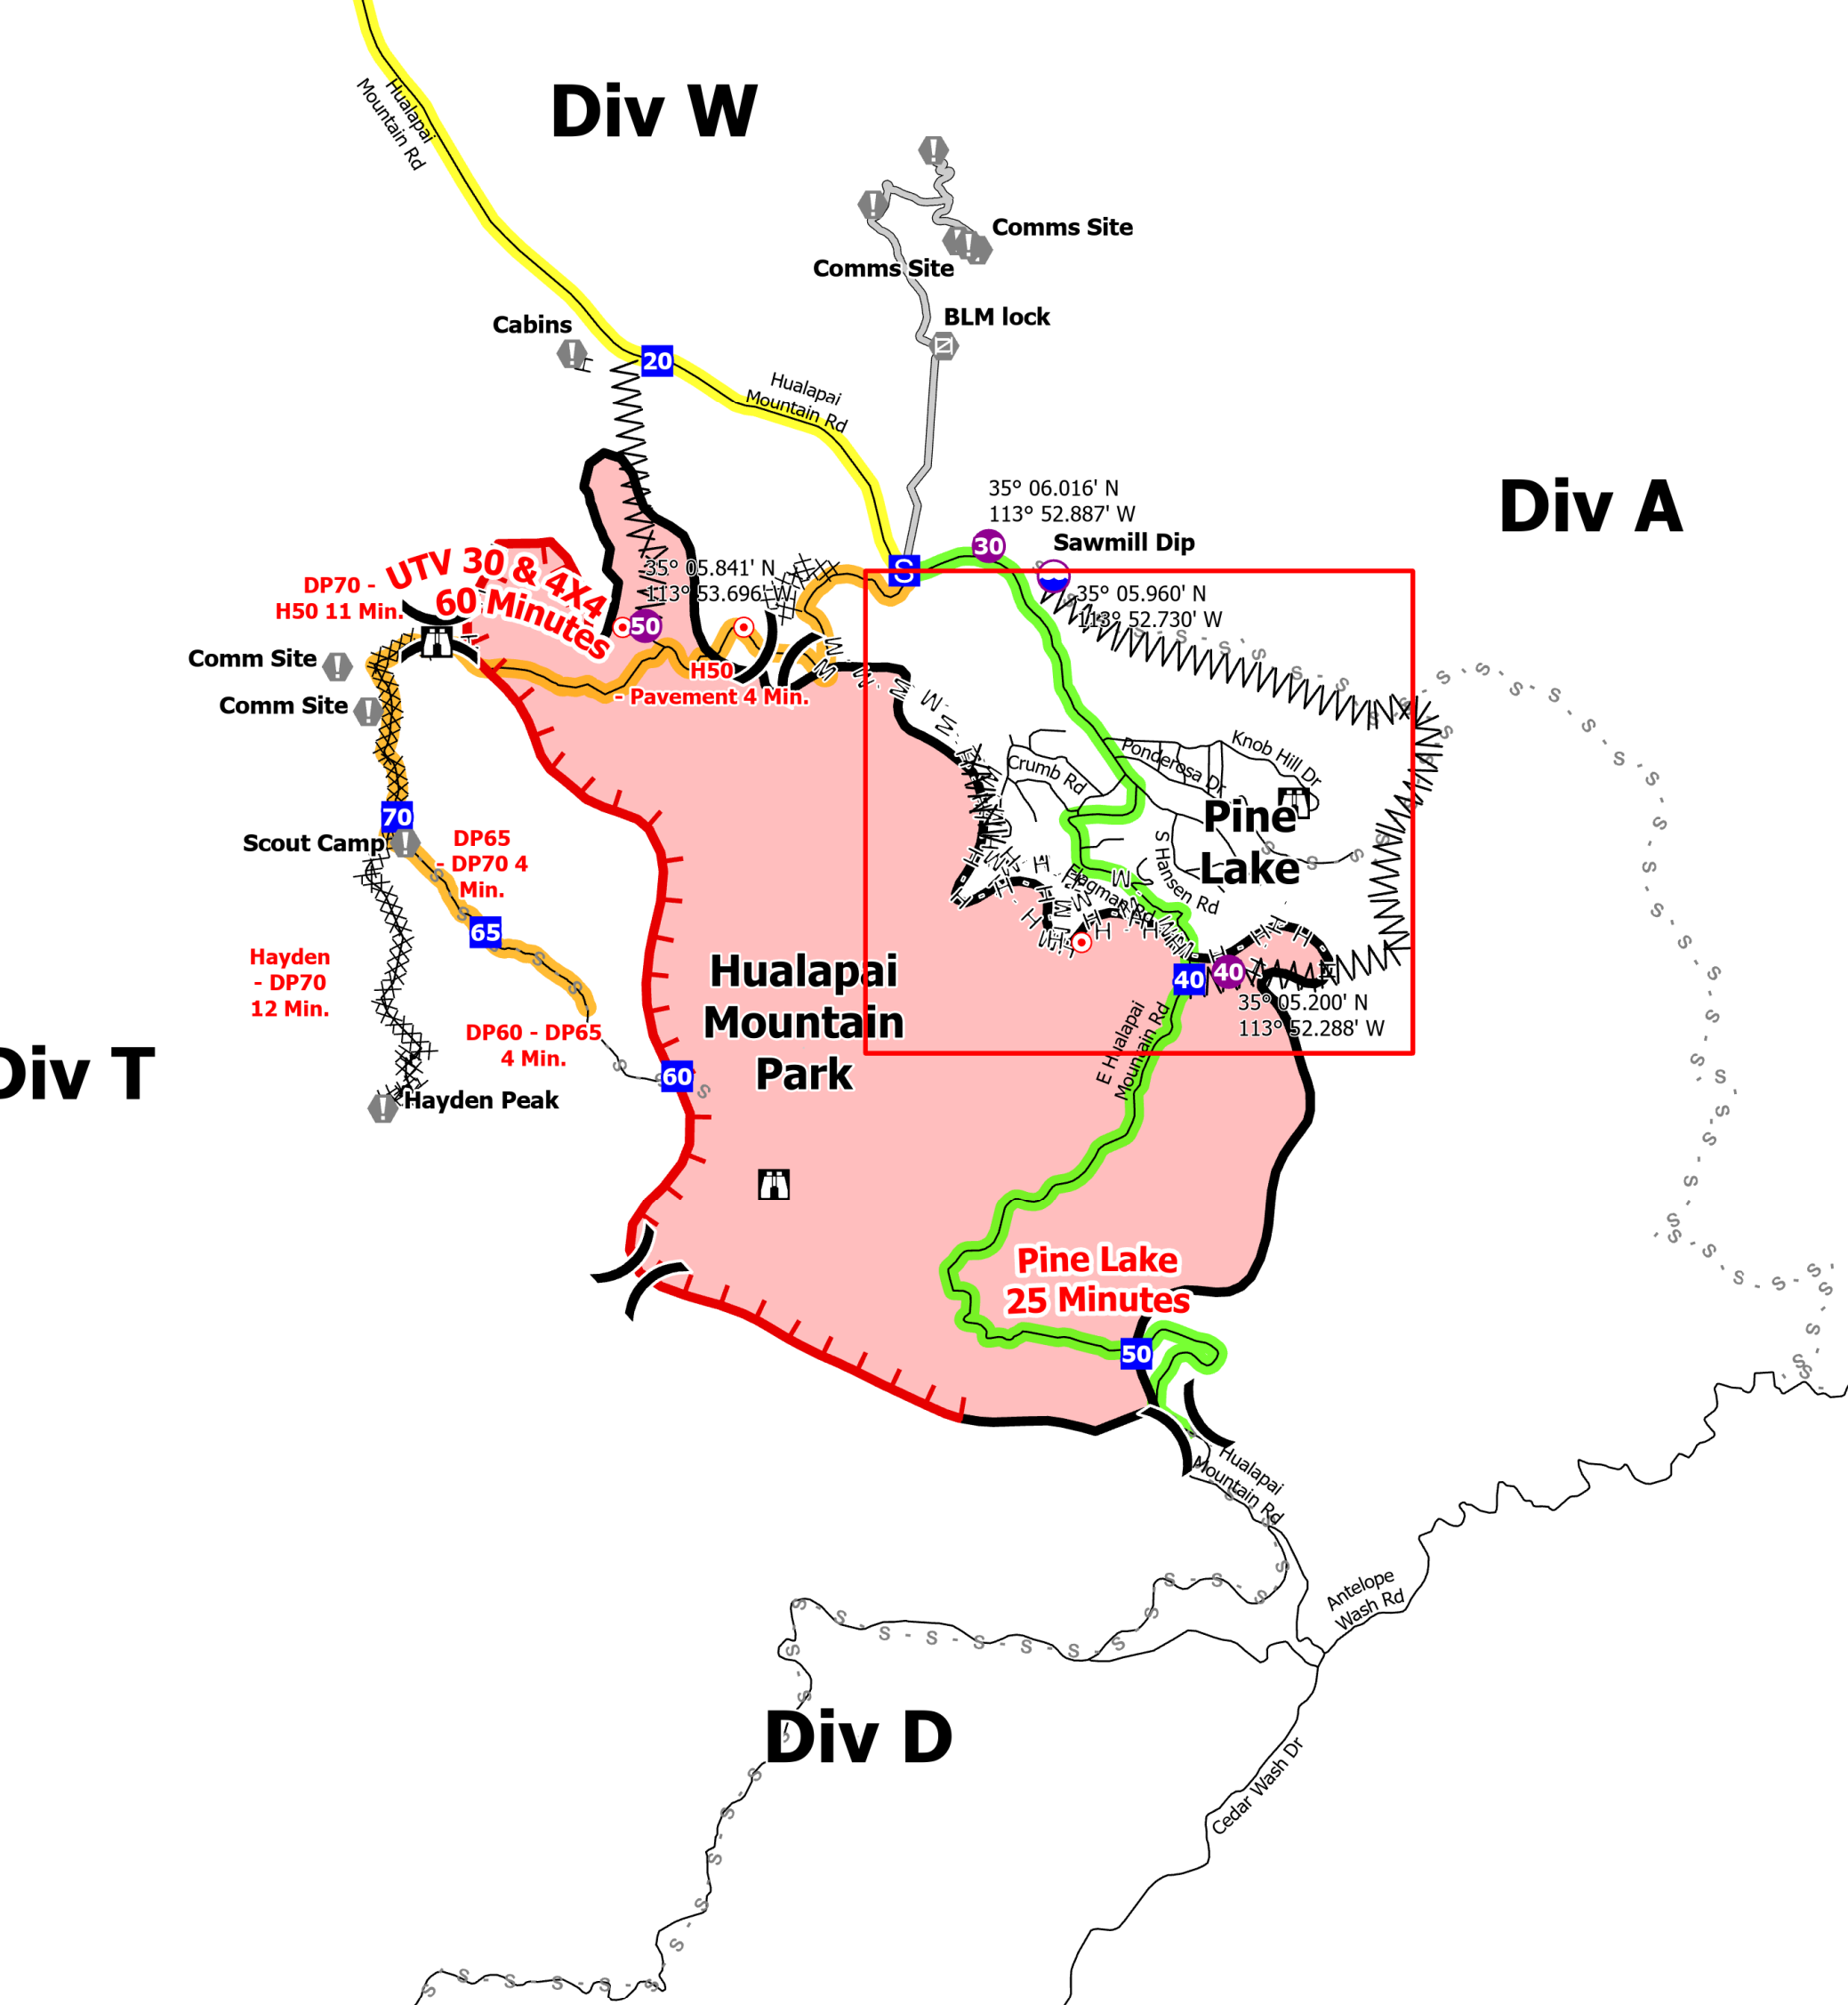 Div W
Hualapai
Mountain Rd
Comms Site
Comms Site
BLM lock
Cabins
20
Hualapai
Mountain Rd
35° 06.016' N
113° 52.887' W
30
Sawmill Dip
Div A
S
35° 05.960' N
113° 52.730' W
35° 05.841' N
113° 53.696' W
UTV 30 & 4X4
60 Minutes
DP70 -
H50 11 Min.
50
H50
- Pavement 4 Min.
Comm Site
Comm Site
70
Scout Camp
DP65
- DP70 4
Min.
65
Hayden
- DP70
12 Min.
DP60 - DP65
4 Min.
60
Hayden Peak
Div T
Hualapai
Mountain
Park
Crumb Rd
Ponderosa Dr
Knob Hill Dr
Pine
Lake
S Hansen Rd
40
40
35° 05.200' N
113° 52.288' W
E Hualapai
Mountain Rd
Pine Lake
25 Minutes
50
Hualapai
Mountain Rd
Antelope
Wash Rd
Div D
Cedar Wash Dr